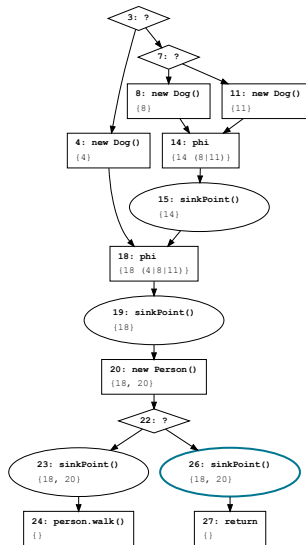 3: ?
7: ?
8: new Dog()
{8}
11: new Dog()
{11}
4: new Dog()
{4}
14: phi
{14 (8|11)}
15: sinkPoint()
{14}
18: phi
{18 (4|8|11)}
19: sinkPoint()
{18}
20: new Person()
{18, 20}
22: ?
23: sinkPoint()
{18, 20}
26: sinkPoint()
{18, 20}
24: person.walk()
{}
27: return
{}